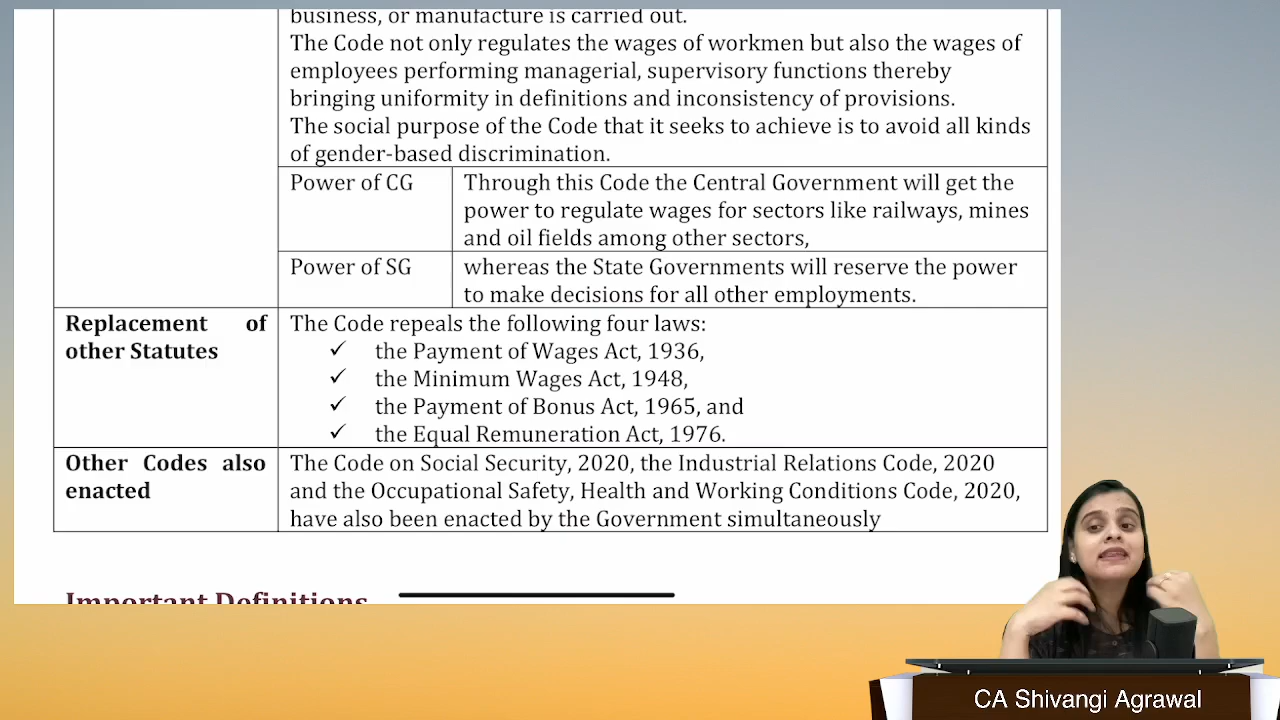 business, or manufacture is carried out.
The Code not only regulates the wages of workmen but also the wages of
employees performing managerial, supervisory functions thereby
bringing uniformity in definitions and inconsistency of provisions.
The social purpose of the Code that it seeks to achieve is to avoid all kinds
of gender-based discrimination.
Power of CG
Through this Code the Central Government will get the
power to regulate wages for sectors like railways, mines
and oil fields among other sectors,
Power of SG
whereas the State Governments will reserve the power
to make decisions for all other employments.
Replacement of
other Statutes
The Code repeals the following four laws:
✓ the Payment of Wages Act, 1936,
✓ the Minimum Wages Act, 1948,
✓ the Payment of Bonus Act, 1965, and
✓ the Equal Remuneration Act, 1976.
Other Codes also
enacted
The Code on Social Security, 2020, the Industrial Relations Code, 2020
and the Occupational Safety, Health and Working Conditions Code, 2020,
have also been enacted by the Government simultaneously
Important Definitions
CA Shivangi Agrawal